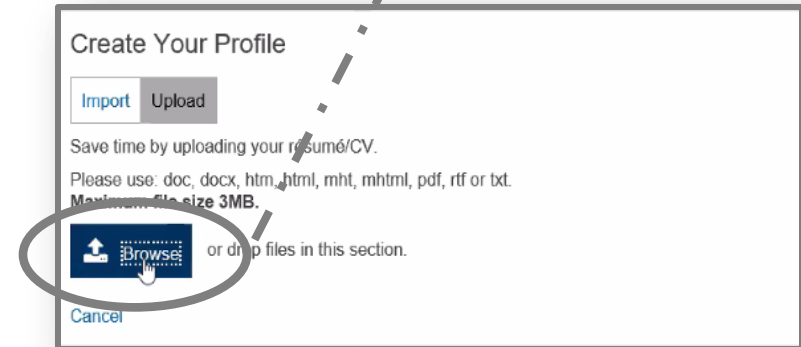 Create Your Profile
Import Upload
Save time by uploading your résumé/CV.
Please use: doc, docx, htm, html, mht, mhtml, pdf, rtf or txt.
Maximum file size 3MB.
Browse or drop files in this section.
Cancel